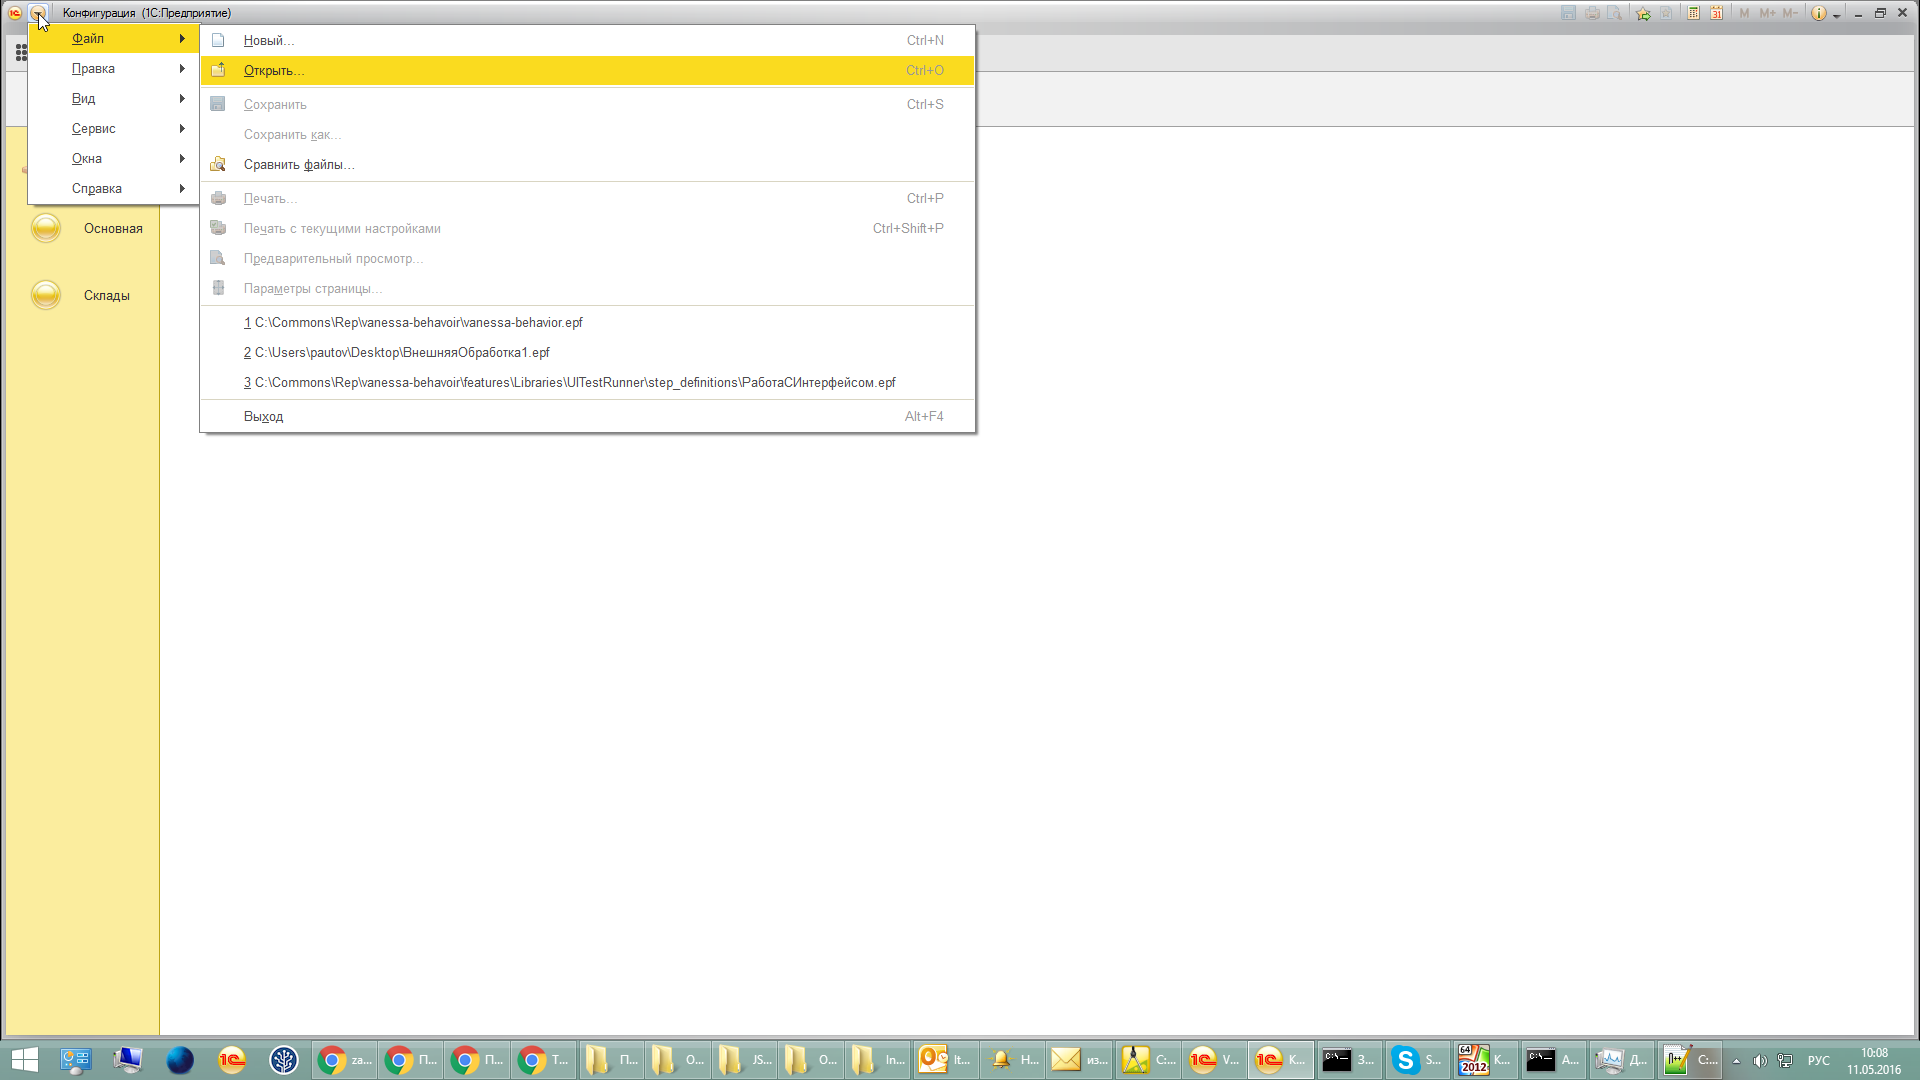 Конфигурация (1С:Предприятие)
M M+ M-
Файл
Правка
Вид
Сервис
Окна
Справка
Новый... Ctrl+N
Открыть... Ctrl+O
Сохранить Ctrl+S
Сохранить как...
Сравнить файлы...
Печать... Ctrl+P
Печать с текущими настройками Ctrl+Shift+P
Предварительный просмотр...
Параметры страницы...
1 C:\Commons\Rep\vanessa-behavoir\vanessa-behavior.epf
2 C:\Users\pautov\Desktop\ВнешняяОбработка1.epf
3 C:\Commons\Rep\vanessa-behavoir\features\Libraries\UITestRunner\step_definitions\РаботаСИнтерфейсом.epf
Выход Alt+F4
Основная
Склады
za... П... П... T... П... О... JS... О... In... It... Н... из... C:... V... К... З... S... К... А... Д... C:... РУС
10:08
11.05.2016